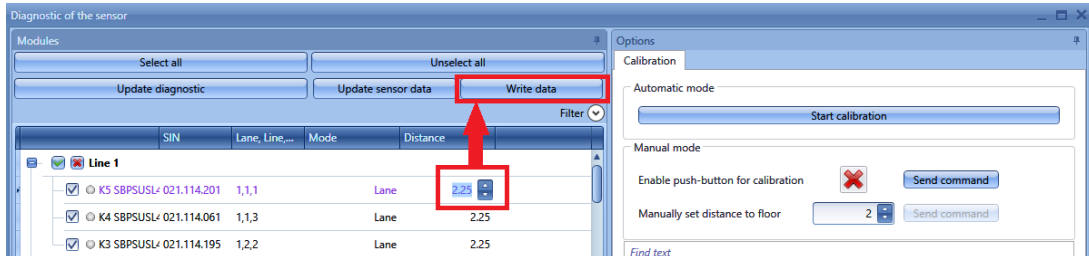 Diagnostic of the sensor
Modules
Select all
Unselect all
Update diagnostic
Update sensor data
Write data
Filter
SIN
Lane, Line,...
Mode
Distance
Line 1
K5 SBPSUSL 021.114.201 1,1,1 Lane 2.25
K4 SBPSUSL 021.114.061 1,1,3 Lane 2.25
K3 SBPSUSL 021.114.195 1,2,2 Lane 2.25
Options
Calibration
Automatic mode
Start calibration
Manual mode
Enable push-button for calibration
Send command
Manually set distance to floor 2
Send command
Find text